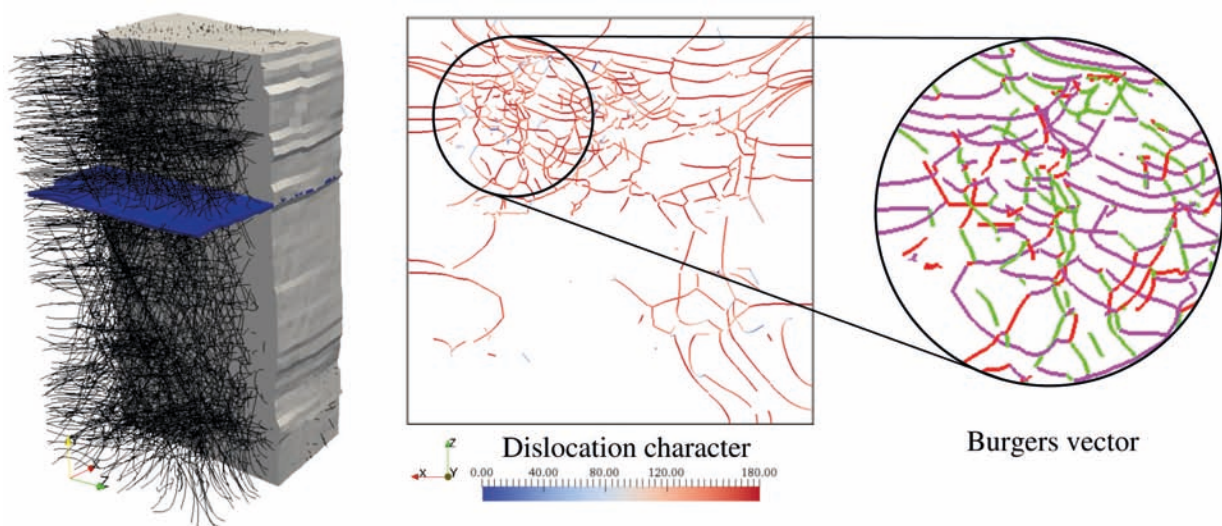 Dislocation character
0.00 40.00 80.00 120.00 180.00
Burgers vector
Z
X
Y
X
Z